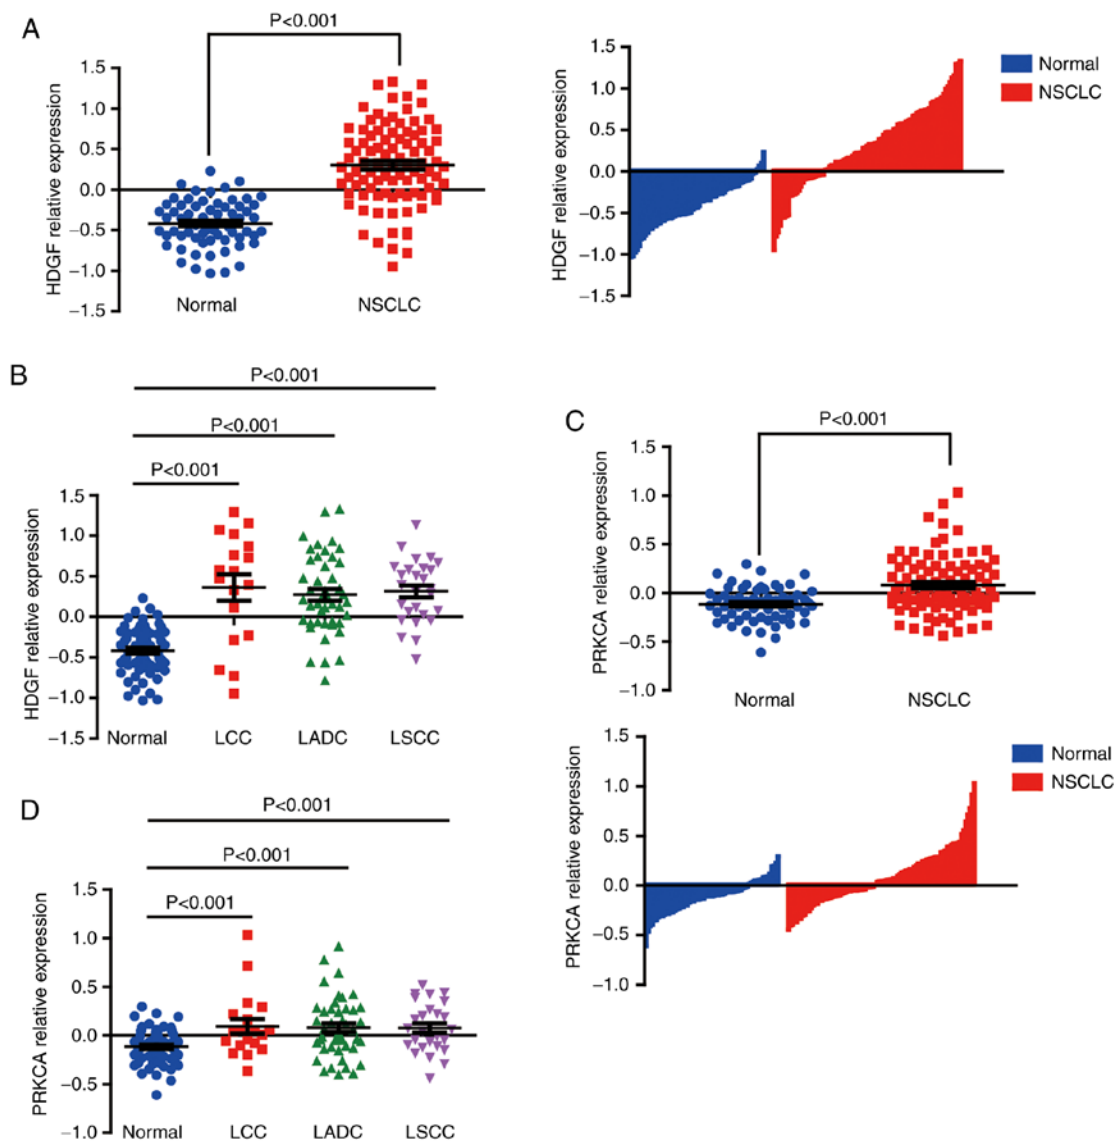 A
P<0.001
HDGF relative expression
1.5
1.0
0.5
0.0
−0.5
−1.0
−1.5
Normal
NSCLC
HDGF relative expression
1.5
1.0
0.5
0.0
−0.5
−1.0
−1.5
Normal
NSCLC
B
P<0.001
P<0.001
P<0.001
HDGF relative expression
1.5
1.0
0.5
0.0
−0.5
−1.0
−1.5
Normal
LCC
LADC
LSCC
C
P<0.001
PRKCA relative expression
1.5
1.0
0.5
0.0
−0.5
−1.0
Normal
NSCLC
PRKCA relative expression
1.5
1.0
0.5
0.0
−0.5
−1.0
Normal
NSCLC
D
P<0.001
P<0.001
P<0.001
PRKCA relative expression
1.5
1.0
0.5
0.0
−0.5
−1.0
Normal
LCC
LADC
LSCC